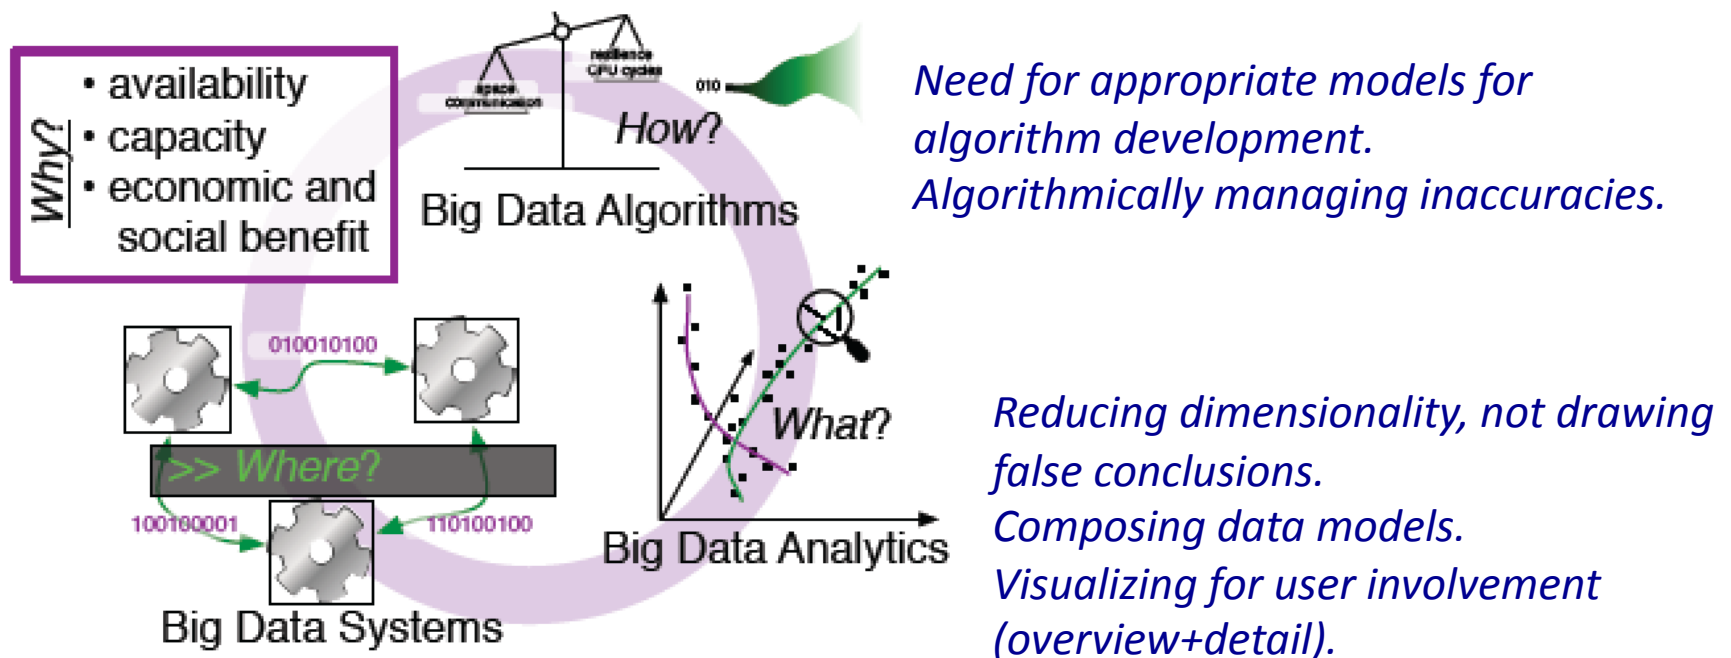 Why?
• availability
• capacity
• economic and
social benefit
resilience
CPU cycles
space
communication
010
How?
Big Data Algorithms
Need for appropriate models for
algorithm development.
Algorithmically managing inaccuracies.
010010100
>> Where?
100100001
110100100
Big Data Systems
What?
Big Data Analytics
Reducing dimensionality, not drawing
false conclusions.
Composing data models.
Visualizing for user involvement
(overview+detail).